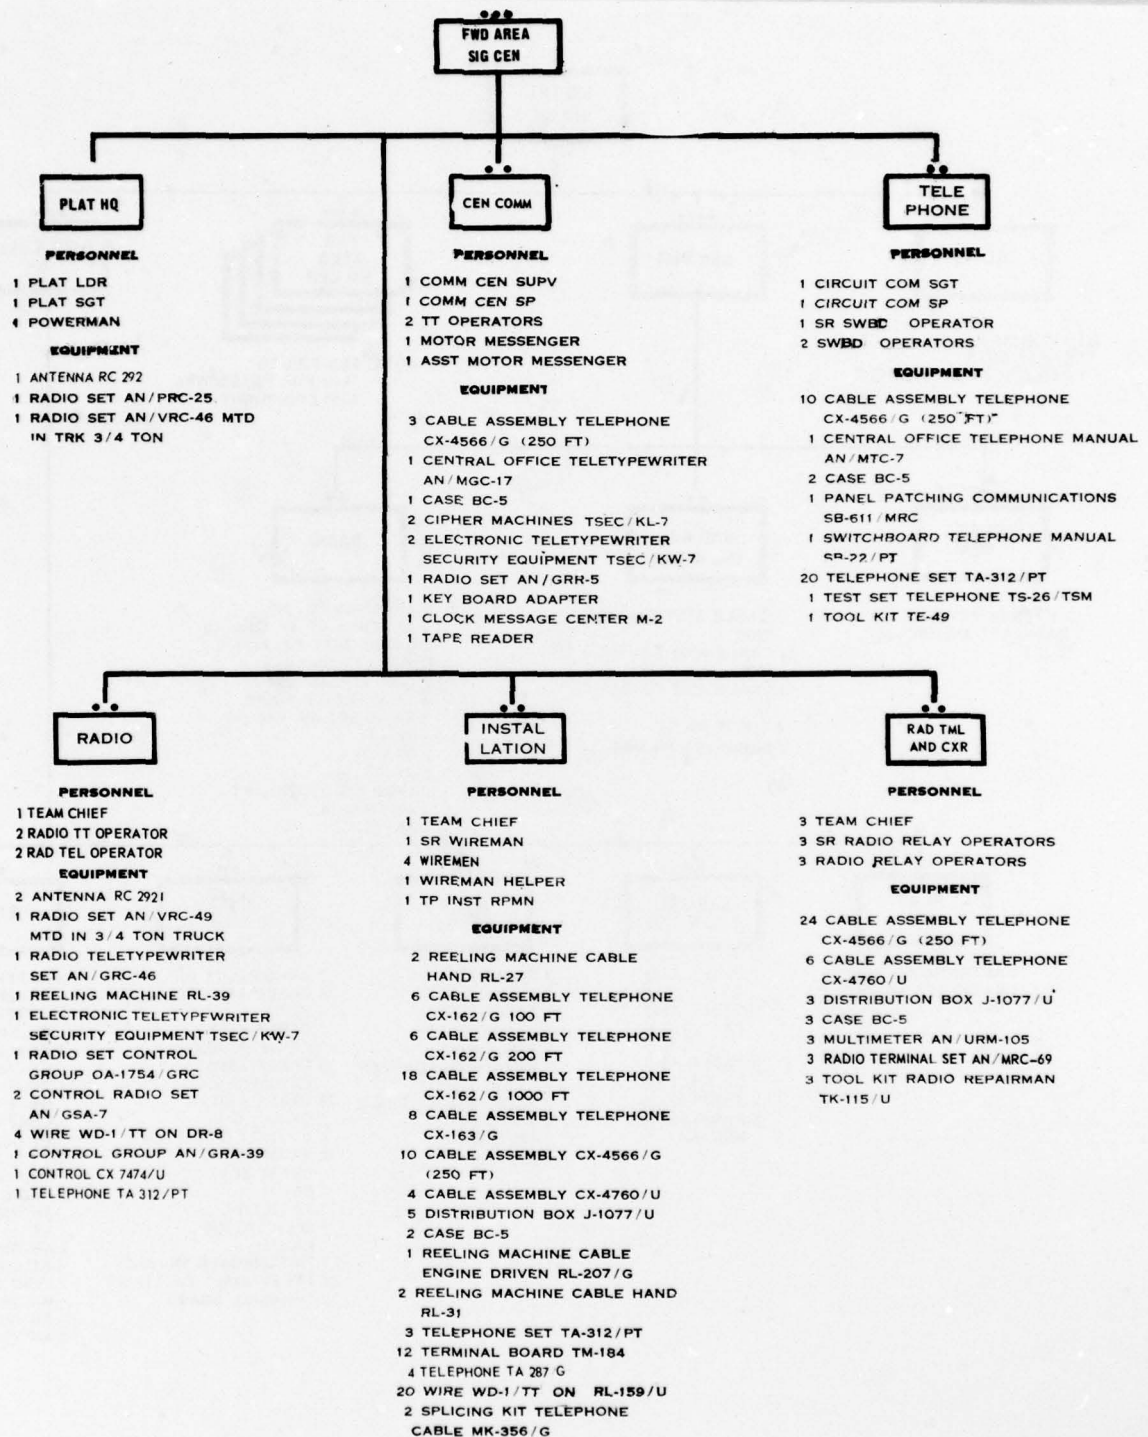 FWD AREA
SIG CEN
PLAT HQ
PERSONNEL
1 PLAT LDR
1 PLAT SGT
1 POWERMAN
EQUIPMENT
1 ANTENNA RC 292
1 RADIO SET AN/PRC-25
1 RADIO SET AN/VRC-46 MTD
IN TRK 3/4 TON
CEN COMM
PERSONNEL
1 COMM CEN SUPV
1 COMM CEN SP
2 TT OPERATORS
1 MOTOR MESSENGER
1 ASST MOTOR MESSENGER
EQUIPMENT
3 CABLE ASSEMBLY TELEPHONE
CX-4566/G (250 FT)
1 CENTRAL OFFICE TELETYPEWRITER
AN/MGC-17
1 CASE BC-5
2 CIPHER MACHINES TSEC/KL-7
2 ELECTRONIC TELETYPEWRITER
SECURITY EQUIPMENT TSEC/KW-7
1 RADIO SET AN/GRR-5
1 KEY BOARD ADAPTER
1 CLOCK MESSAGE CENTER M-2
1 TAPE READER
TELE
PHONE
PERSONNEL
1 CIRCUIT COM SGT
1 CIRCUIT COM SP
1 SR SWBD OPERATOR
2 SWBD OPERATORS
EQUIPMENT
10 CABLE ASSEMBLY TELEPHONE
CX-4566/G (250 FT)
1 CENTRAL OFFICE TELEPHONE MANUAL
AN/MTC-7
2 CASE BC-5
1 PANEL PATCHING COMMUNICATIONS
SB-611/MRC
1 SWITCHBOARD TELEPHONE MANUAL
SB-22/PT
20 TELEPHONE SET TA-312/PT
1 TEST SET TELEPHONE TS-26/TSM
1 TOOL KIT TE-49
RADIO
PERSONNEL
1 TEAM CHIEF
2 RADIO TT OPERATOR
2 RAD TEL OPERATOR
EQUIPMENT
2 ANTENNA RC 2921
1 RADIO SET AN/VRC-49
MTD IN 3/4 TON TRUCK
1 RADIO TELETYPEWRITER
SET AN/GRC-46
1 REELING MACHINE RL-39
1 ELECTRONIC TELETYPEWRITER
SECURITY EQUIPMENT TSEC/KW-7
1 RADIO SET CONTROL
GROUP OA-1754/GRC
2 CONTROL RADIO SET
AN/GSA-7
4 WIRE WD-1/TT ON DR-8
1 CONTROL GROUP AN/GRA-39
1 CONTROL CX 7474/U
1 TELEPHONE TA 312/PT
INSTAL
LATION
PERSONNEL
1 TEAM CHIEF
1 SR WIREMAN
4 WIREMEN
1 WIREMAN HELPER
1 TP INST RPMN
EQUIPMENT
2 REELING MACHINE CABLE
HAND RL-27
6 CABLE ASSEMBLY TELEPHONE
CX-162/G 100 FT
6 CABLE ASSEMBLY TELEPHONE
CX-162/G 200 FT
18 CABLE ASSEMBLY TELEPHONE
CX-162/G 1000 FT
8 CABLE ASSEMBLY TELEPHONE
CX-163/G
10 CABLE ASSEMBLY CX-4566/G
(250 FT)
4 CABLE ASSEMBLY CX-4760/U
5 DISTRIBUTION BOX J-1077/U
2 CASE BC-5
1 REELING MACHINE CABLE
ENGINE DRIVEN RL-207/G
2 REELING MACHINE CABLE HAND
RL-31
3 TELEPHONE SET TA-312/PT
12 TERMINAL BOARD TM-184
4 TELEPHONE TA 287 G
20 WIRE WD-1/TT ON RL-159/U
2 SPLICING KIT TELEPHONE
CABLE MK-356/G
RAD TML
AND CXR
PERSONNEL
3 TEAM CHIEF
3 SR RADIO RELAY OPERATORS
3 RADIO RELAY OPERATORS
EQUIPMENT
24 CABLE ASSEMBLY TELEPHONE
CX-4566/G (250 FT)
6 CABLE ASSEMBLY TELEPHONE
CX-4760/U
3 DISTRIBUTION BOX J-1077/U
3 CASE BC-5
3 MULTIMETER AN/URM-105
3 RADIO TERMINAL SET AN/MRC-69
3 TOOL KIT RADIO REPAIRMAN
TK-115/U